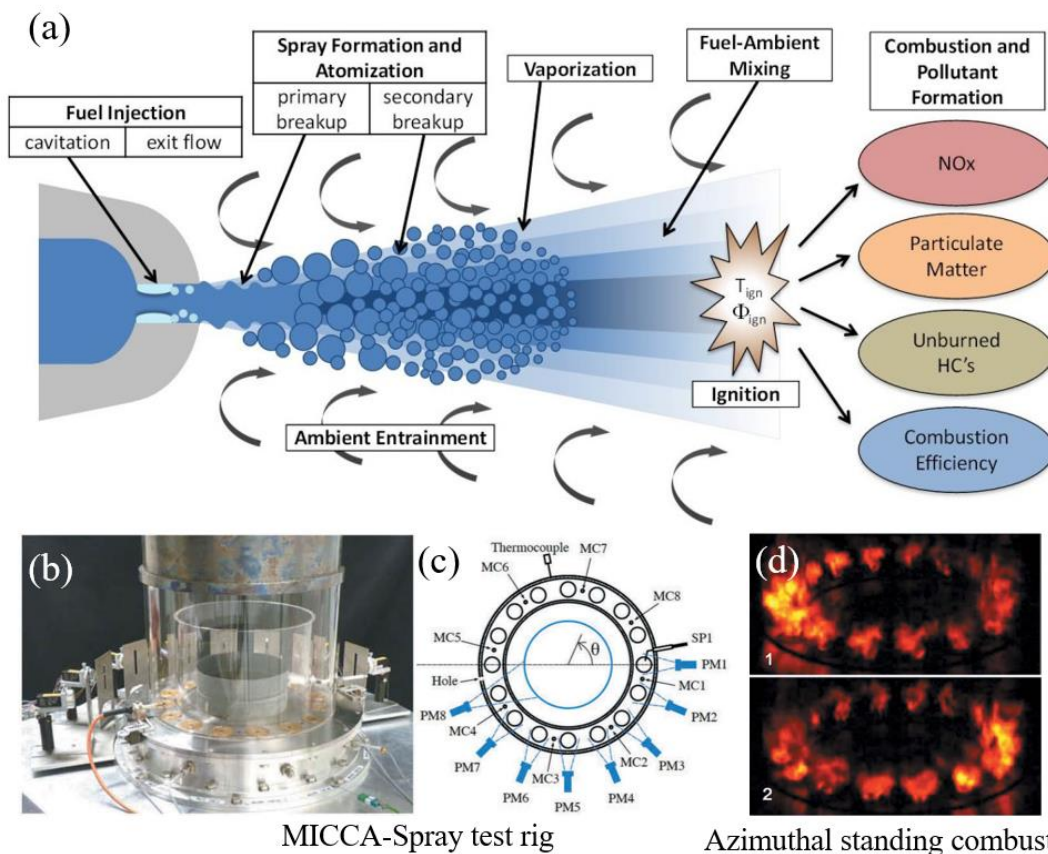 (a)
Fuel Injection
cavitation exit flow
Spray Formation and
Atomization
primary
breakup
secondary
breakup
Vaporization
Fuel-Ambient
Mixing
Combustion and
Pollutant
Formation
NOx
Particulate
Matter
Unburned
HC's
Combustion
Efficiency
T ign
Φ ign
Ignition
Ambient Entrainment
(b)
(c)
Thermocouple
MC7
MC6
MC8
MC5
SP1
θ
PM1
Hole
MC1
PM8
PM2
MC4
PM7
MC3
MC2
PM3
PM6
PM5
PM4
(d)
1
2
MICCA-Spray test rig
Azimuthal standing combust